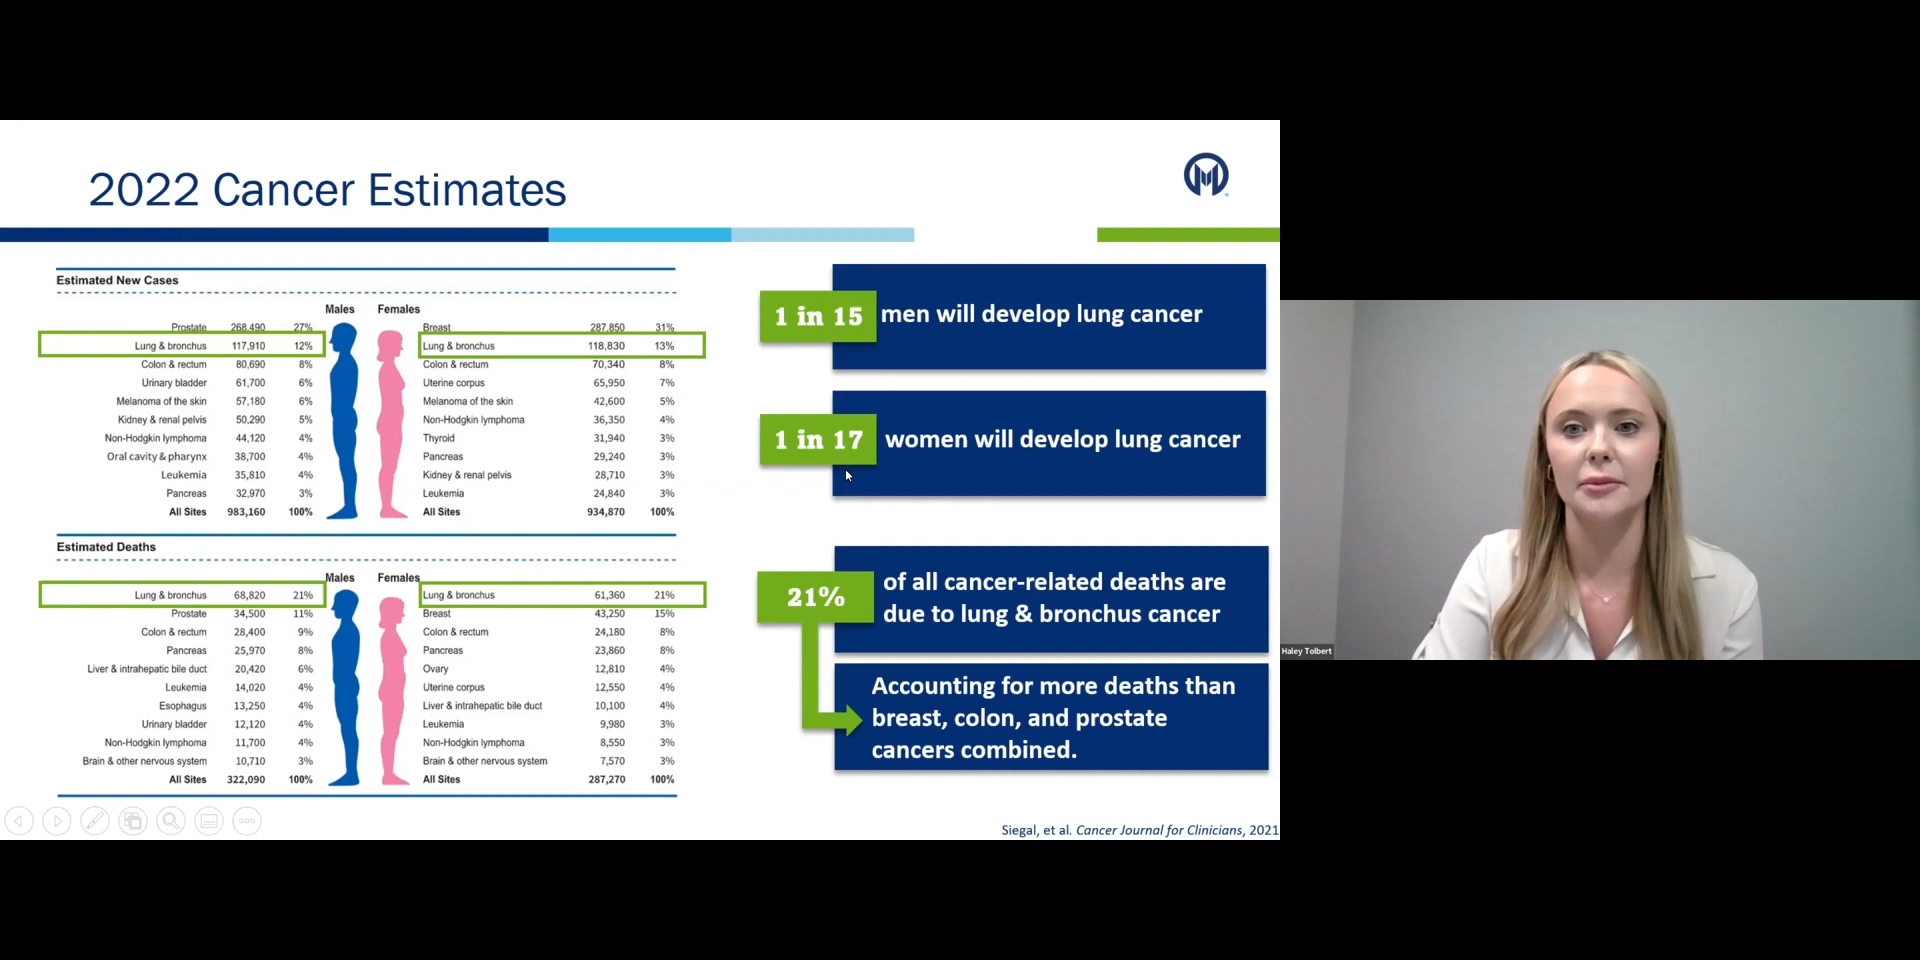 2022 Cancer Estimates
Estimated New Cases
Males Females
Prostate 268,490 27% Breast 287,850 31%
Lung & bronchus 117,910 12% Lung & bronchus 118,830 13%
Colon & rectum 80,690 8% Colon & rectum 70,340 8%
Urinary bladder 61,700 6% Uterine corpus 65,950 7%
Melanoma of the skin 57,180 6% Melanoma of the skin 42,600 5%
Kidney & renal pelvis 50,290 5% Non-Hodgkin lymphoma 36,350 4%
Non-Hodgkin lymphoma 44,120 4% Thyroid 31,940 3%
Oral cavity & pharynx 38,700 4% Pancreas 29,240 3%
Leukemia 35,810 4% Kidney & renal pelvis 28,710 3%
Pancreas 32,970 3% Leukemia 24,840 3%
All Sites 983,160 100% All Sites 934,870 100%
Estimated Deaths
Males Females
Lung & bronchus 68,820 21% Lung & bronchus 61,360 21%
Prostate 34,500 11% Breast 43,250 15%
Colon & rectum 28,400 9% Colon & rectum 24,180 8%
Pancreas 25,970 8% Pancreas 23,860 8%
Liver & intrahepatic bile duct 20,420 6% Ovary 12,810 4%
Leukemia 14,020 4% Uterine corpus 12,550 4%
Esophagus 13,250 4% Liver & intrahepatic bile duct 10,100 4%
Urinary bladder 12,120 4% Leukemia 9,980 3%
Non-Hodgkin lymphoma 11,700 4% Non-Hodgkin lymphoma 8,550 3%
Brain & other nervous system 10,710 3% Brain & other nervous system 7,570 3%
All Sites 322,090 100% All Sites 287,270 100%
1 in 15 men will develop lung cancer
1 in 17 women will develop lung cancer
21% of all cancer-related deaths are
due to lung & bronchus cancer
Accounting for more deaths than
breast, colon, and prostate
cancers combined.
Siegal, et al. Cancer Journal for Clinicians, 2021
Haley Tolbert